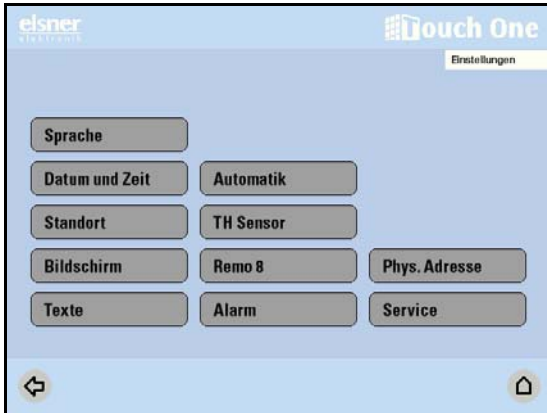 elsner
elektronik
Touch One
Einstellungen
Sprache
Datum und Zeit
Automatik
Standort
TH Sensor
Bildschirm
Remo 8
Phys. Adresse
Texte
Alarm
Service